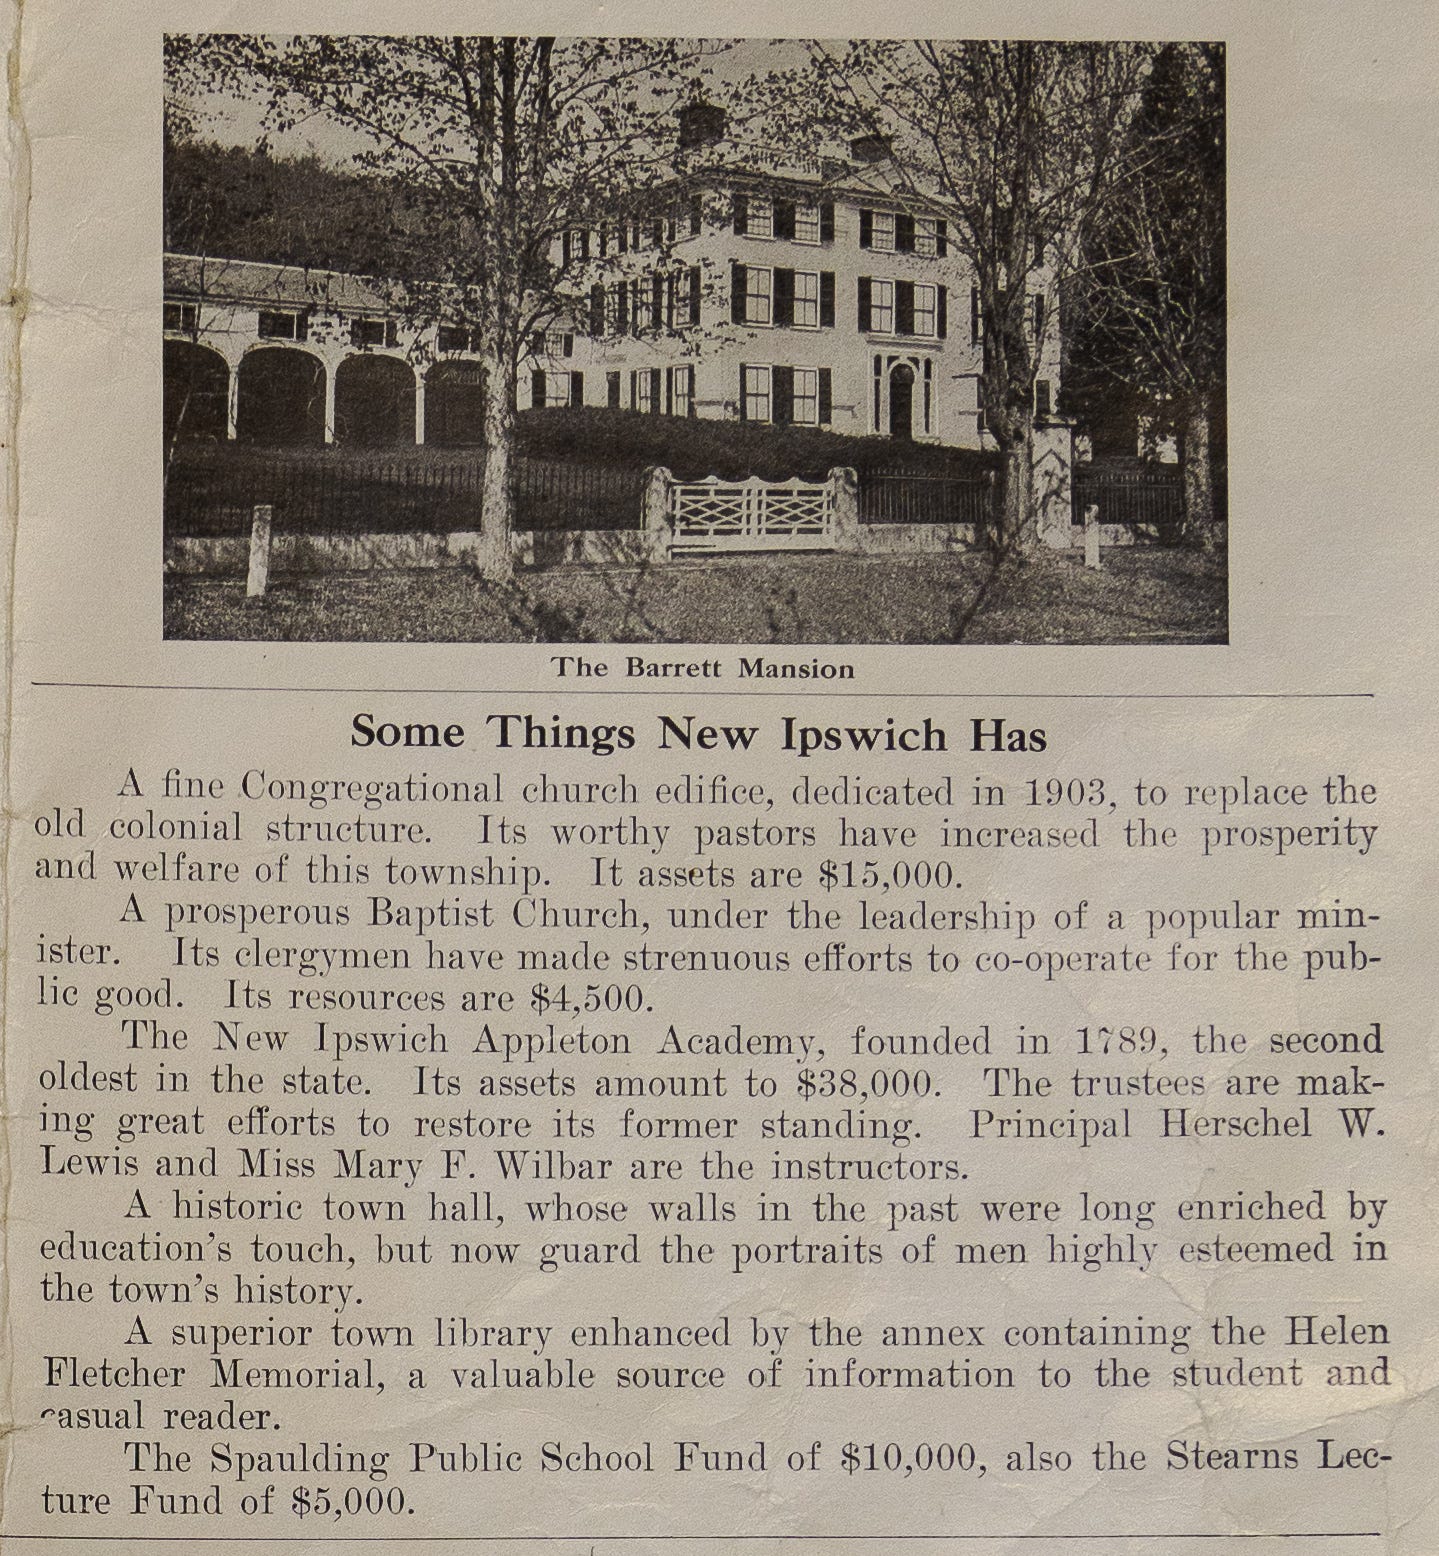 The Barrett Mansion
Some Things New Ipswich Has
A fine Congregational church edifice, dedicated in 1903, to replace the
old colonial structure. Its worthy pastors have increased the prosperity
and welfare of this township. It assets are $15,000.
A prosperous Baptist Church, under the leadership of a popular min-
ister. Its clergymen have made strenuous efforts to co-operate for the pub-
lic good. Its resources are $4,500.
The New Ipswich Appleton Academy, founded in 1789, the second
oldest in the state. Its assets amount to $38,000. The trustees are mak-
ing great efforts to restore its former standing. Principal Herschel W.
Lewis and Miss Mary F. Wilbar are the instructors.
A historic town hall, whose walls in the past were long enriched by
education's touch, but now guard the portraits of men highly esteemed in
the town's history.
A superior town library enhanced by the annex containing the Helen
Fletcher Memorial, a valuable source of information to the student and
casual reader.
The Spaulding Public School Fund of $10,000, also the Stearns Lec-
ture Fund of $5,000.